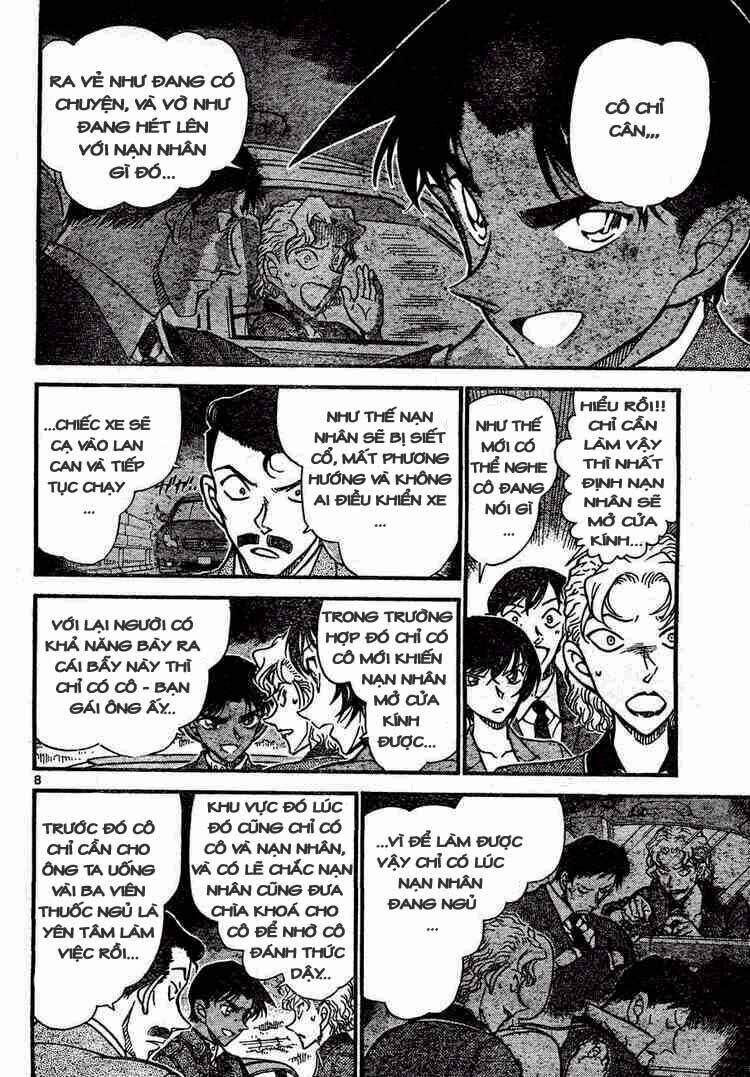 CÔ CHỈ
CẦN,,,
RA VẺ NHƯ ĐANG CÓ
CHUYỆN, VÀ VỜ NHƯ
ĐANG HÉT LÊN
VỚI NẠN NHÂN
GÌ ĐÓ...
HIỂU RỒI!!
CHỈ CẦN
LÀM VẬY
THÌ NHẤT
ĐỊNH NẠN
NHÂN SẼ
MỞ CỬA
KÍNH...
NHƯ THẾ
MỚI CÓ
THỂ NGHE
CÔ ĐANG
NÓI GÌ
...
NHƯ THẾ NẠN
NHÂN SẼ BỊ SIẾT
CỔ, MẤT PHƯƠNG
HƯỚNG VÀ KHÔNG
AI ĐIỀU KHIỂN XE
...
...CHIẾC XE SẼ
CẠ VÀO LAN
CAN VÀ TIẾP
TỤC CHẠY
...
TRONG TRƯỜNG
HỢP ĐÓ CHỈ CÓ
CÔ MỚI KHIẾN
NẠN NHÂN
MỞ CỬA
KÍNH
ĐƯỢC...
VỚI LẠI NGƯỜI CÓ
KHẢ NĂNG BÀY RA
CÁI BẪY NÀY THÌ
CHỈ CÓ CÔ - BẠN
GÁI ÔNG ẤY...
8
...VÌ ĐỂ LÀM ĐƯỢC
VẬY CHỈ CÓ LÚC
NẠN NHÂN
ĐANG NGỦ
...
KHU VỰC ĐÓ LÚC
ĐÓ CŨNG CHỈ CÓ
CÔ VÀ NẠN NHÂN,
VÀ CÓ LẼ CHẮC NẠN
NHÂN CŨNG ĐƯA
CHÌA KHOÁ CHO
CÔ ĐỂ NHỜ CÔ
ĐÁNH THỨC
DẬY...
TRƯỚC ĐÓ CÔ
CHỈ CẦN CHO
ÔNG TA UỐNG
VÀI BA VIÊN
THUỐC NGỦ LÀ
YÊN TÂM LÀM
VIỆC RỒI...